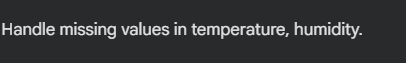 Handle missing values in temperature, humidity.